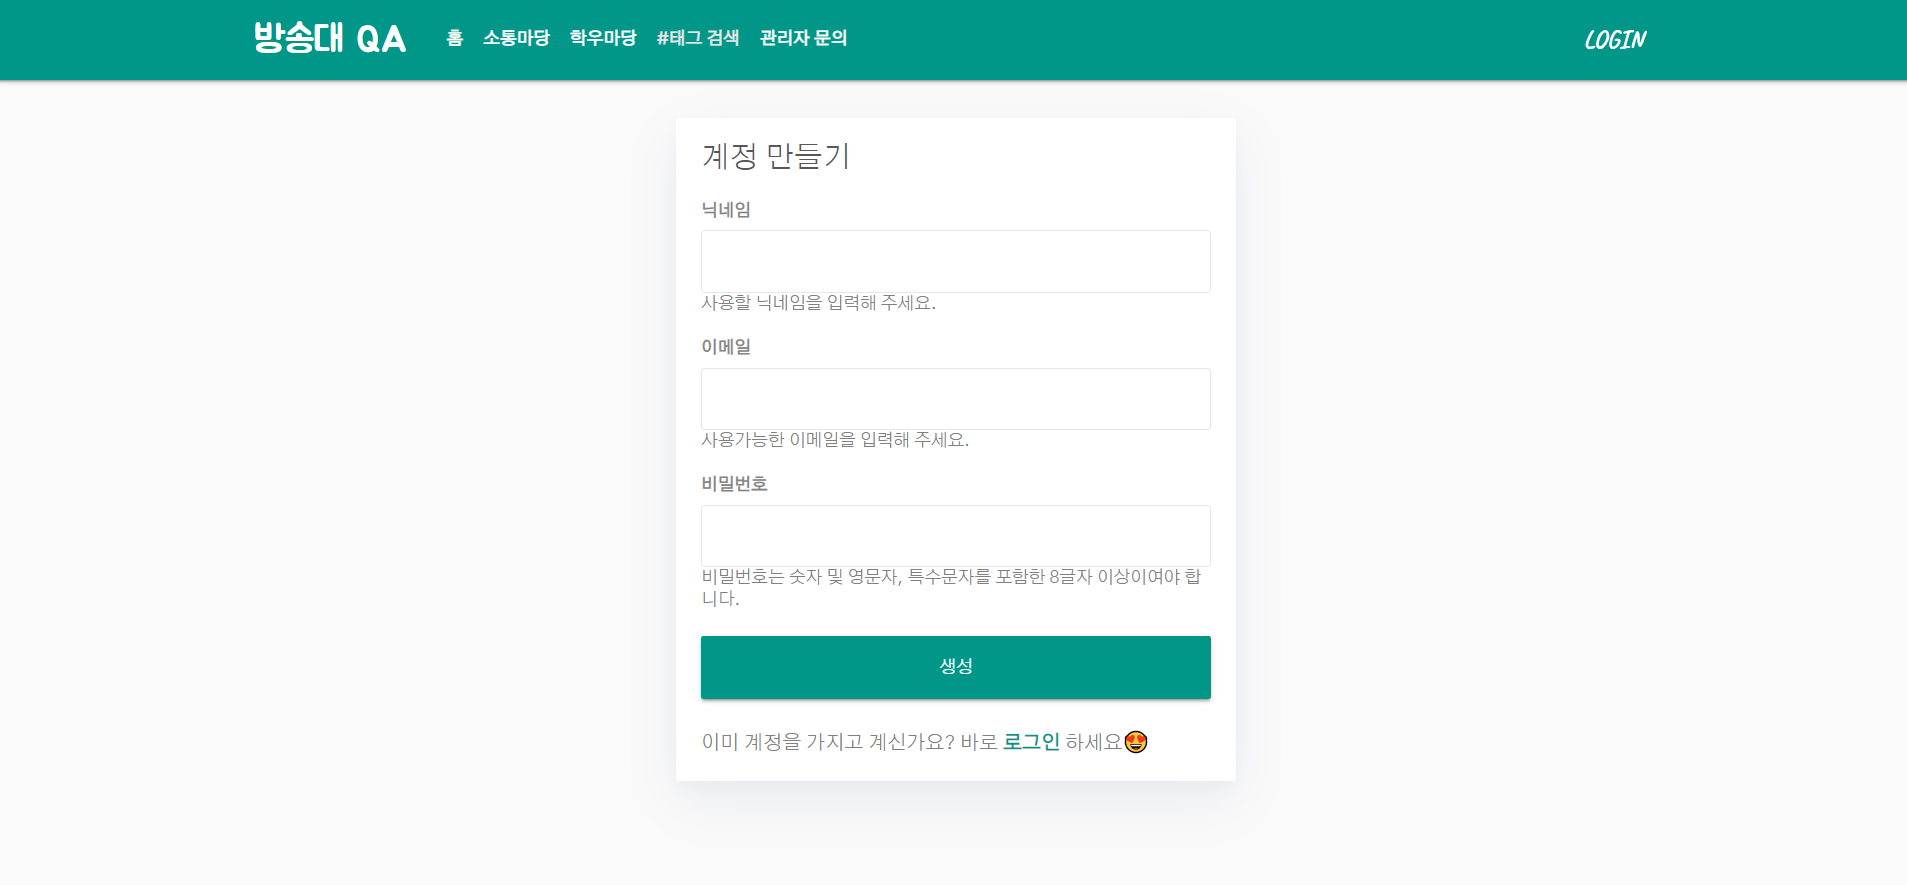 방송대 QA 홈 소통마당 학우마당 #태그 검색 관리자 문의 LOGIN
계정 만들기
닉네임
사용할 닉네임을 입력해 주세요.
이메일
사용가능한 이메일을 입력해 주세요.
비밀번호
비밀번호는 숫자 및 영문자, 특수문자를 포함한 8글자 이상이여야 합
니다.
생성
이미 계정을 가지고 계신가요? 바로 로그인 하세요😍